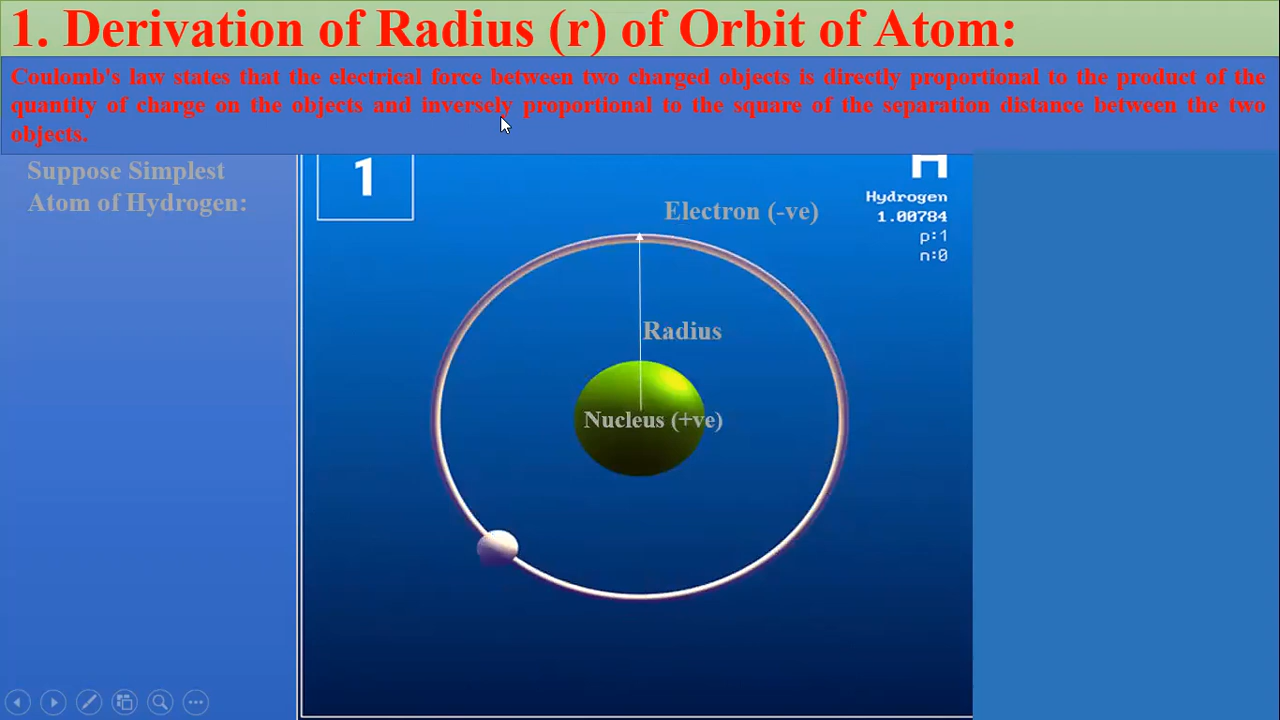 1. Derivation of Radius (r) of Orbit of Atom:
Coulomb's law states that the electrical force between two charged objects is directly proportional to the product of the
quantity of charge on the objects and inversely proportional to the square of the separation distance between the two
objects.
Suppose Simplest
Atom of Hydrogen:
1
H
Hydrogen
1.00784
p:1
n:0
Electron (-ve)
Radius
Nucleus (+ve)